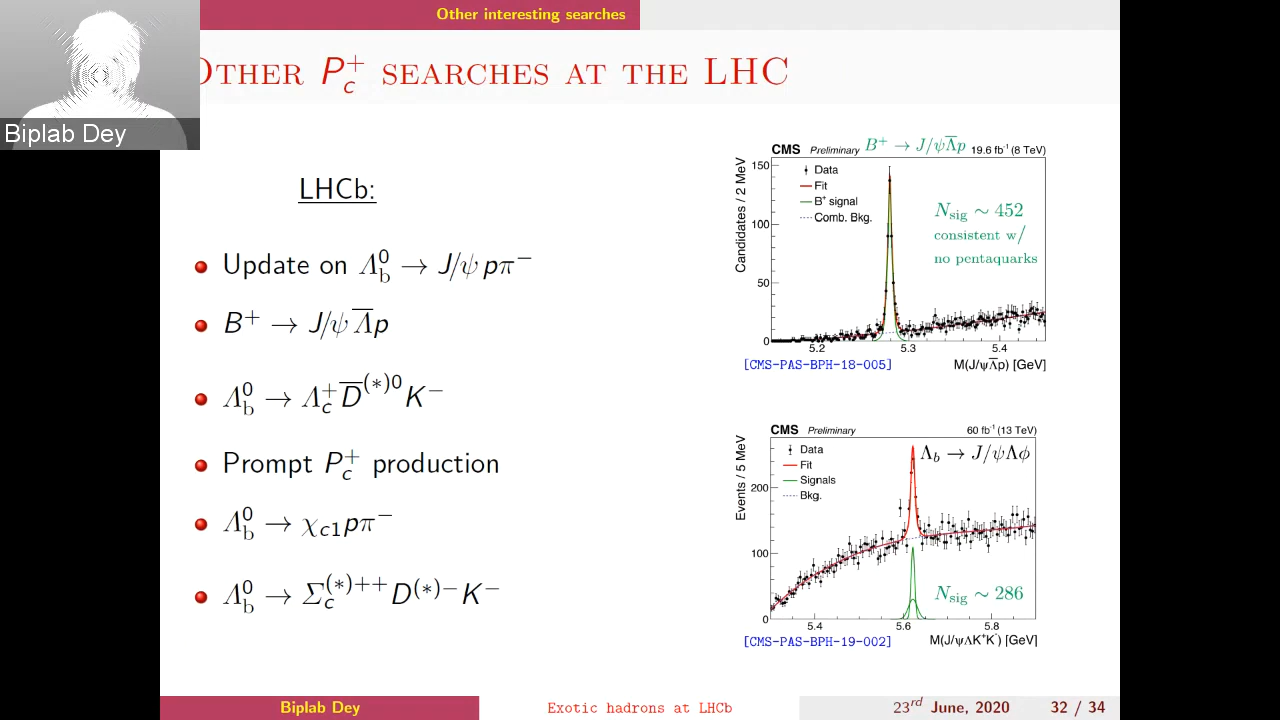 Other interesting searches
OTHER P_c^+ SEARCHES AT THE LHC
Biplab Dey
LHCb:
Update on Λ_b^0 → J/ψ pπ^−
B^+ → J/ψ Λ̅p
Λ_b^0 → Λ_c^+ D̅^(∗)0 K^−
Prompt P_c^+ production
Λ_b^0 → χ_c1 pπ^−
Λ_b^0 → Σ_c^(∗)++ D^(∗)− K^−
CMS Preliminary B^+ → J/ψΛ̅p 19.6 fb^-1 (8 TeV)
Candidates / 2 MeV
150
100
50
0
Data
Fit
B^+ signal
Comb. Bkg.
N_sig ∼ 452
consistent w/
no pentaquarks
5.2 5.3 5.4
[CMS-PAS-BPH-18-005] M(J/ψΛ̅p) [GeV]
CMS Preliminary 60 fb^-1 (13 TeV)
Events / 5 MeV
200
100
0
Data
Fit
Signals
Bkg.
Λ_b → J/ψΛϕ
N_sig ∼ 286
5.4 5.6 5.8
[CMS-PAS-BPH-19-002] M(J/ψΛK^+K^-) [GeV]
Biplab Dey Exotic hadrons at LHCb 23^rd June, 2020 32 / 34